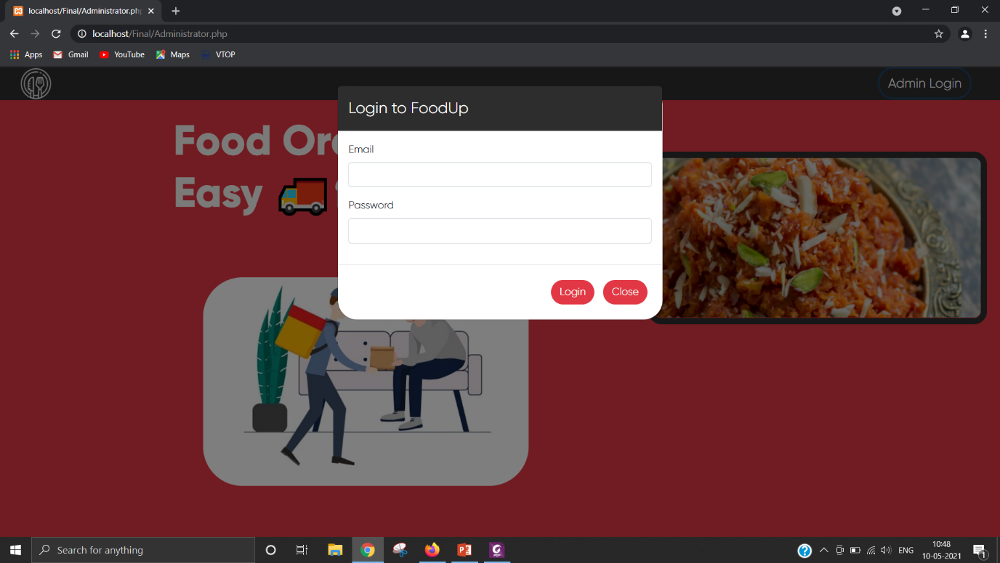 localhost/Final/Administrator.php
localhost/Final/Administrator.php
Apps
Gmail
YouTube
Maps
VTOP
Admin Login
Login to FoodUp
Food Or
Easy
Email
Password
Login
Close
Search for anything
ENG
10:48
10-05-2021
1